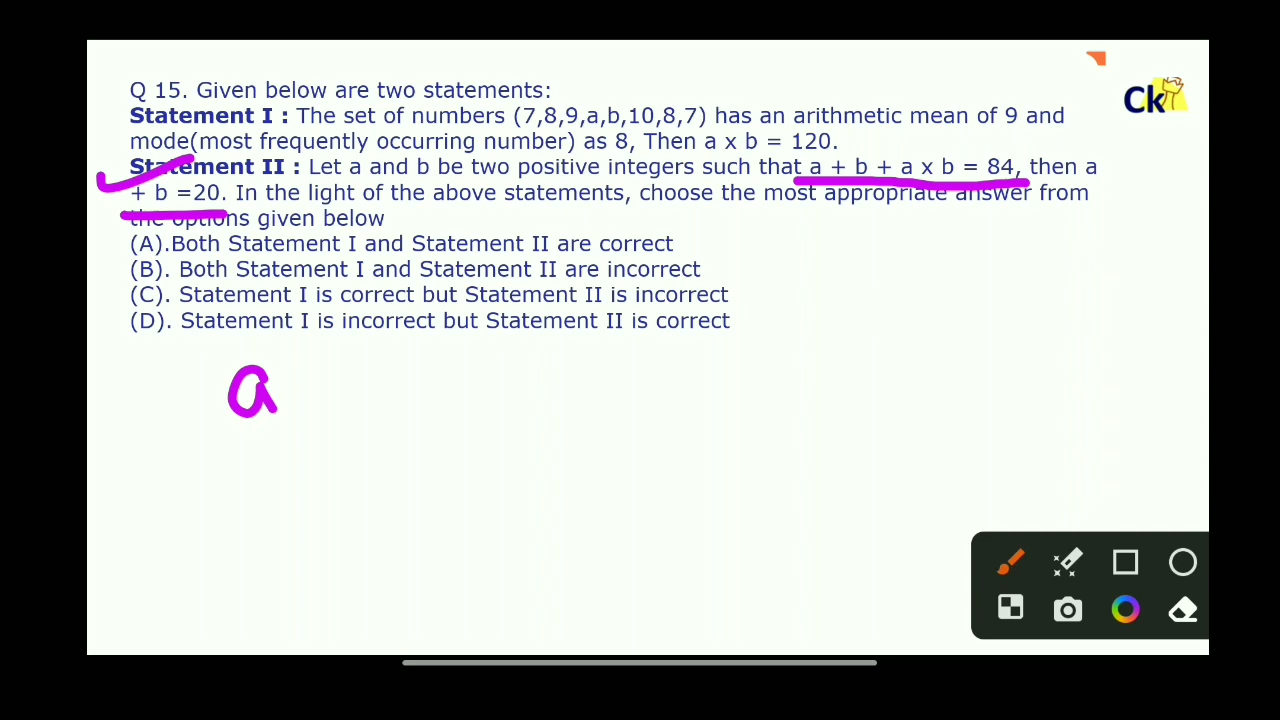 Q 15. Given below are two statements:
Statement I : The set of numbers (7,8,9,a,b,10,8,7) has an arithmetic mean of 9 and
mode(most frequently occurring number) as 8, Then a x b = 120.
Statement II : Let a and b be two positive integers such that a + b + a x b = 84, then a
+ b =20. In the light of the above statements, choose the most appropriate answer from
the options given below
(A).Both Statement I and Statement II are correct
(B). Both Statement I and Statement II are incorrect
(C). Statement I is correct but Statement II is incorrect
(D). Statement I is incorrect but Statement II is correct
a
Ck